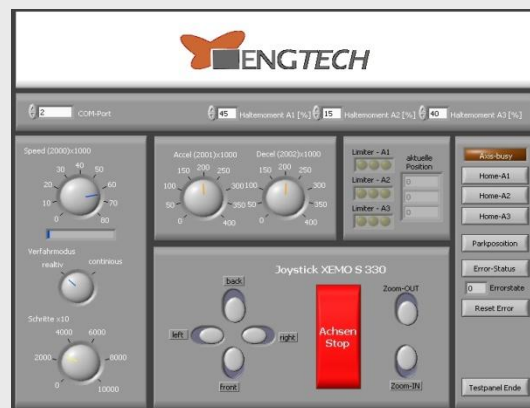 ENGTECH
2 COM-Port 45 Haltemoment A1 [%] 15 Haltemoment A2 [%] 40 Haltemoment A3 [%]
Speed (2000)x1000
0 10 20 30 40 50 60 70 80
Verfahrmodus
realtiv continious
Schritte x10
0 2000 4000 6000 8000 10000
Accel (2001)x1000
0 50 100 150 200 250 300 400
Decel (2002)x1000
0 50 100 150 200 250 300 400
Limiter - A1
Limiter - A2
Limiter - A3
aktuelle
Position
0
0
0
Joystick XEMO S 330
back
left right
front
Achsen
Stop
Zoom-OUT
Zoom-IN
Axis-busy
Home-A1
Home-A2
Home-A3
Parkposoition
Error-Status
0 Errorstate
Reset Error
Testpanel Ende